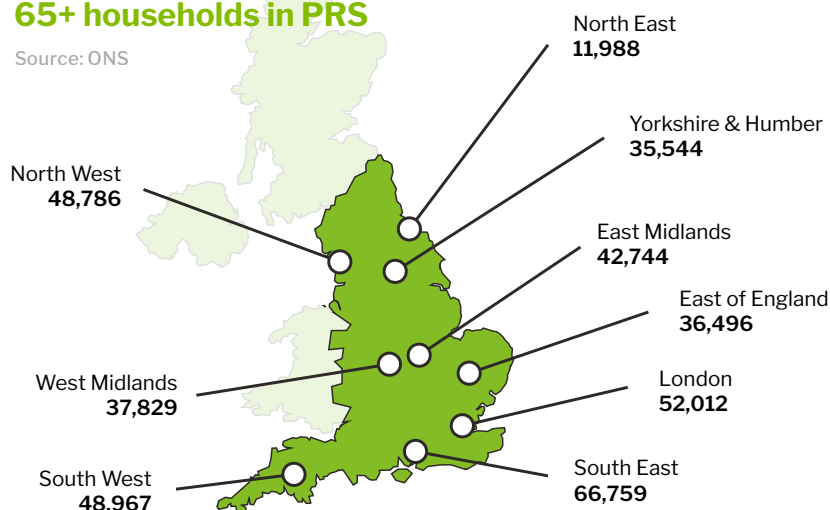 65+ households in PRS
Source: ONS
North East
11,988
Yorkshire & Humber
35,544
North West
48,786
East Midlands
42,744
East of England
36,496
West Midlands
37,829
London
52,012
South East
66,759
South West
48,967